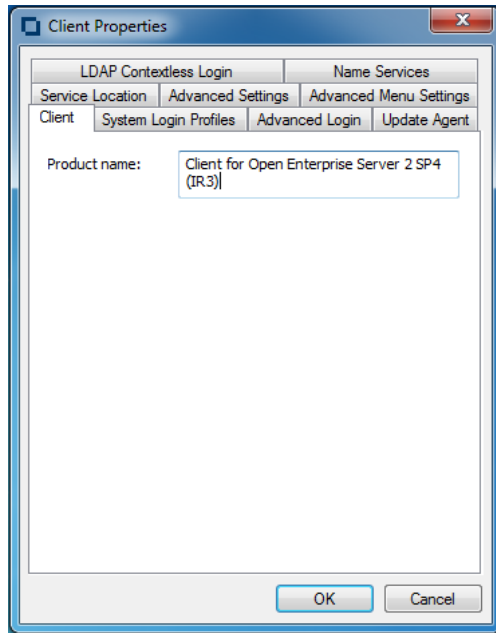 Client Properties
LDAP Contextless Login Name Services
Service Location Advanced Settings Advanced Menu Settings
Client System Login Profiles Advanced Login Update Agent
Product name: Client for Open Enterprise Server 2 SP4
(IR3)
OK Cancel